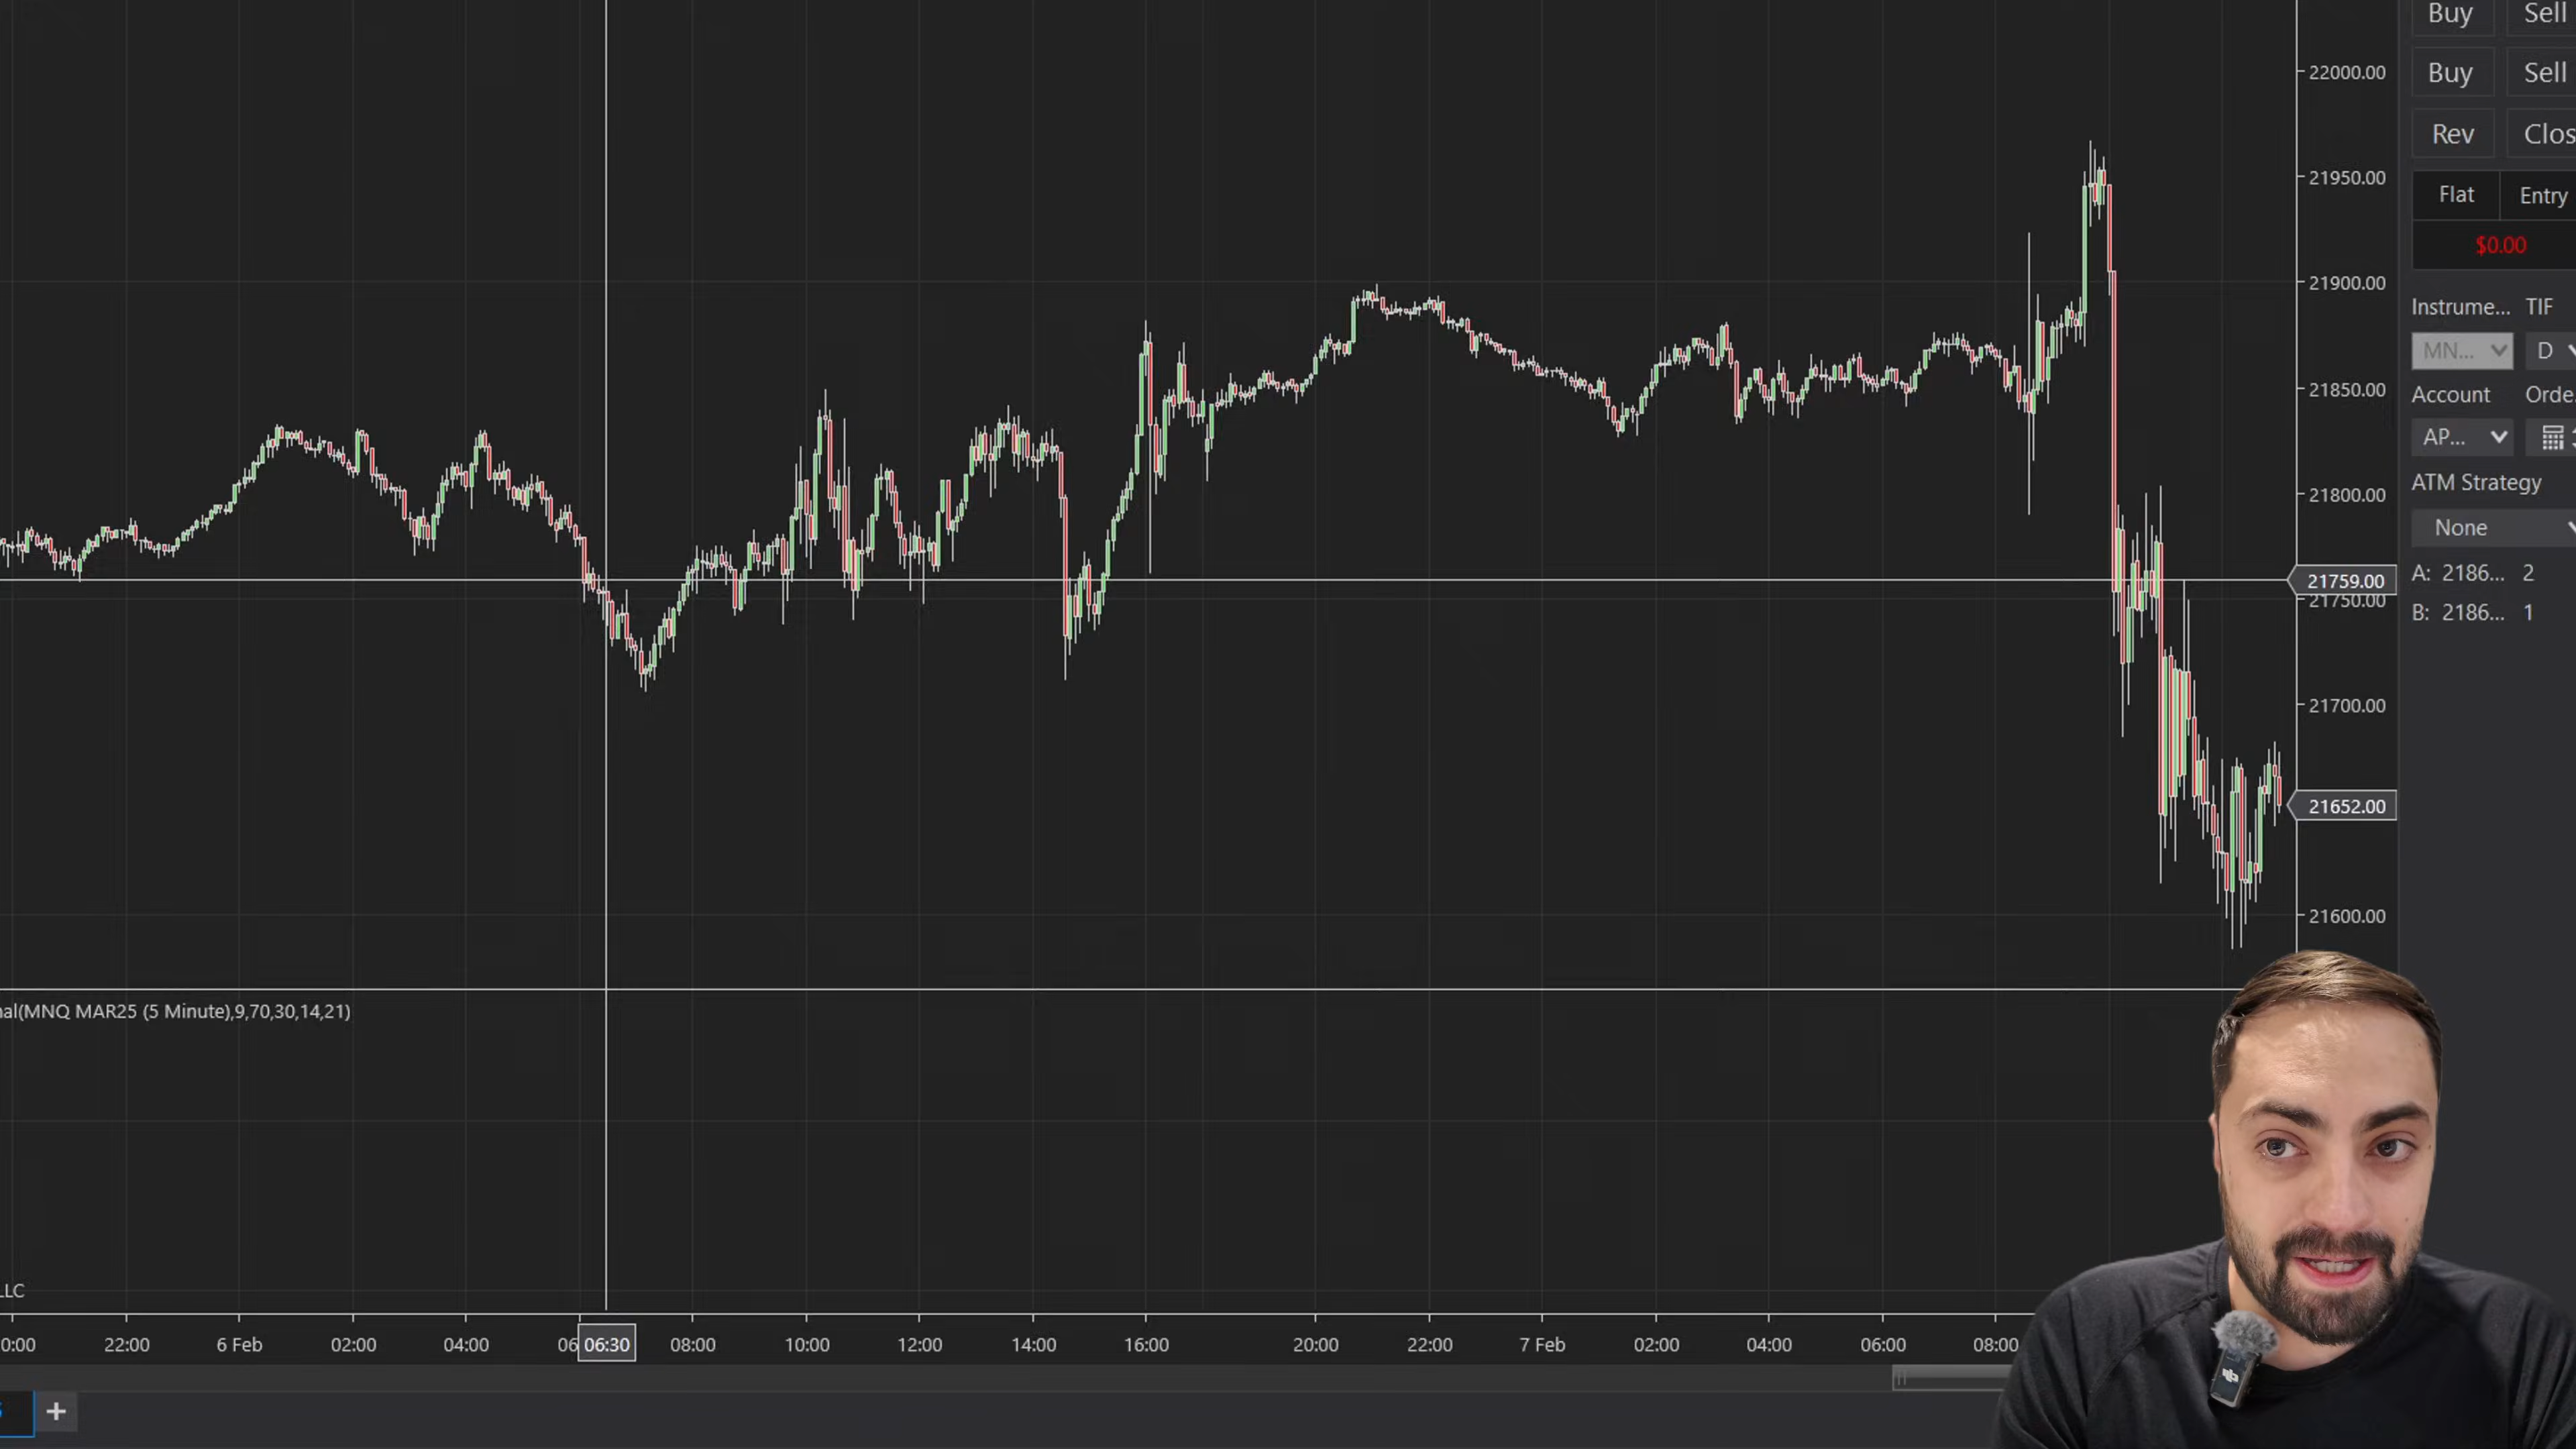 Buy Sell
22000.00
Buy Sell
Rev Clos
21950.00
Flat Entry
$0.00
21900.00
Instrume... TIF
MN... D
21850.00
Account Orde
AP...
ATM Strategy
21800.00
None
21759.00
A: 2186... 2
21750.00
B: 2186... 1
21700.00
21652.00
21600.00
nal(MNQ MAR25 (5 Minute),9,70,30,14,21)
LLC
0:00 22:00 6 Feb 02:00 04:00 06 06:30 08:00 10:00 12:00 14:00 16:00 20:00 22:00 7 Feb 02:00 04:00 06:00 08:00
+